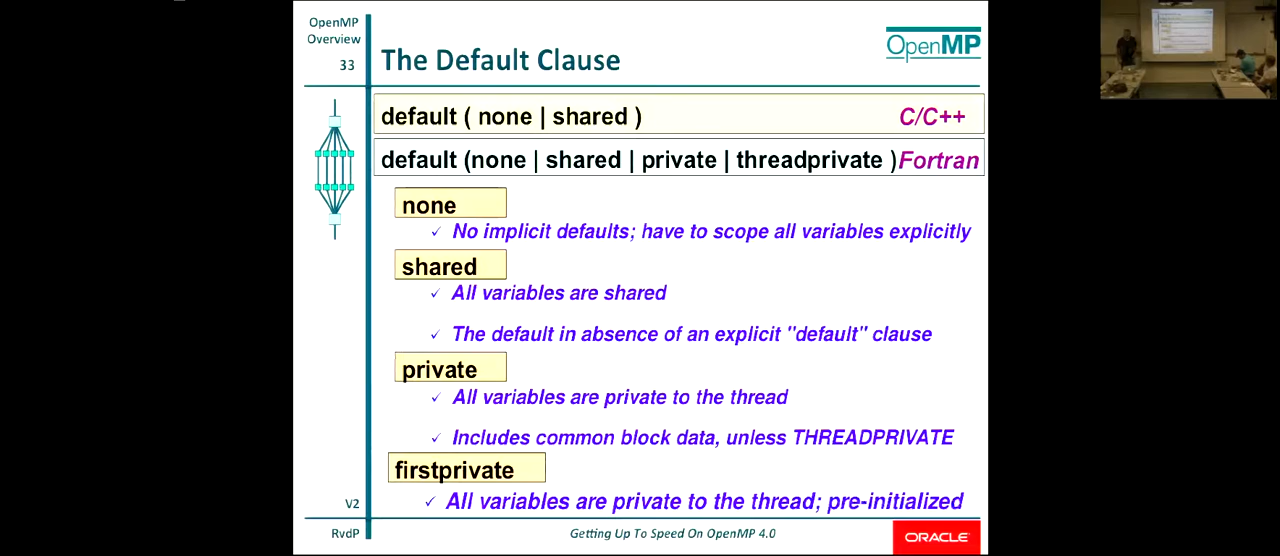 OpenMP
Overview
33
The Default Clause
OpenMP
default ( none | shared ) C/C++
default (none | shared | private | threadprivate ) Fortran
none
✓ No implicit defaults; have to scope all variables explicitly
shared
✓ All variables are shared
✓ The default in absence of an explicit "default" clause
private
✓ All variables are private to the thread
✓ Includes common block data, unless THREADPRIVATE
firstprivate
✓ All variables are private to the thread; pre-initialized
V2
RvdP
Getting Up To Speed On OpenMP 4.0
ORACLE